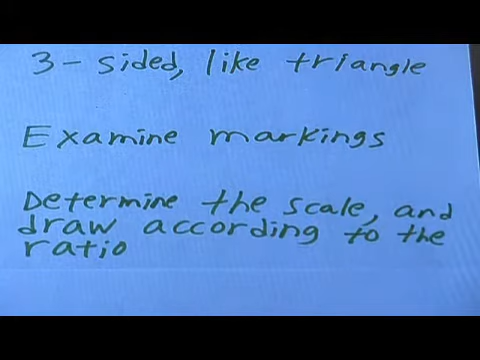 3 - sided, like triangle
Examine markings
Determine the scale, and
draw according to the
ratio